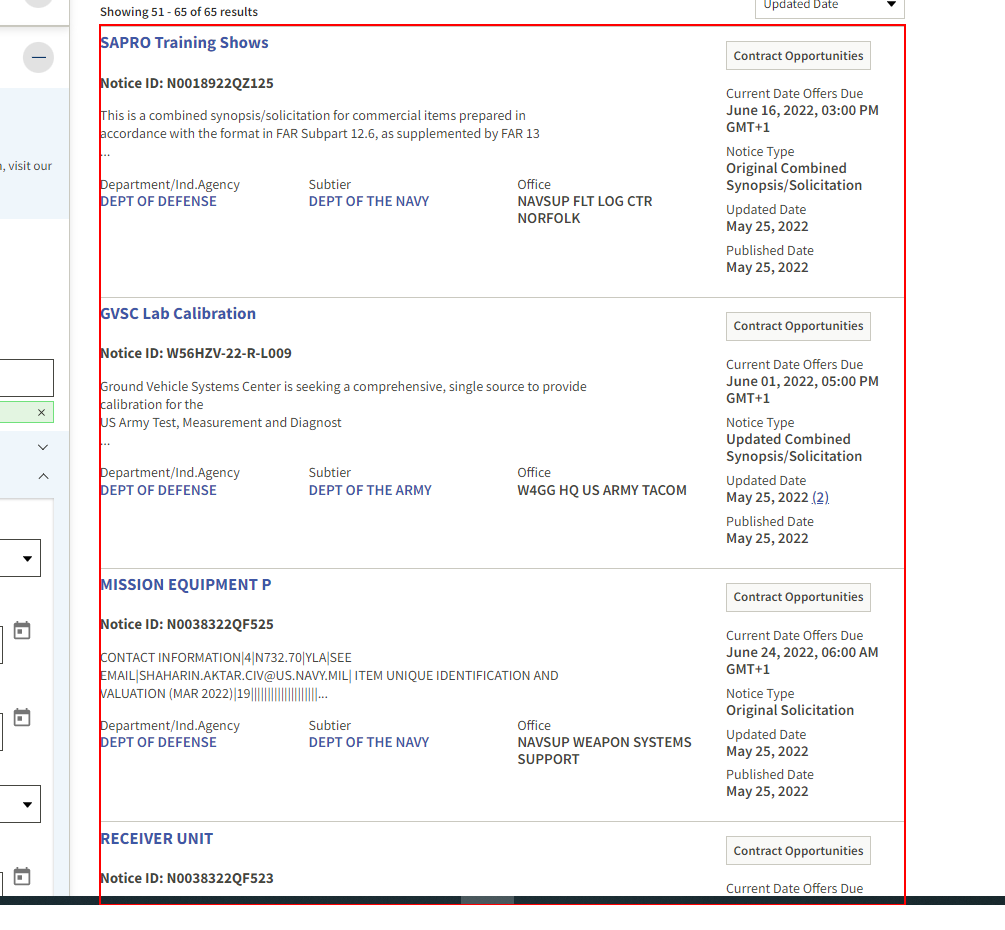 Showing 51 - 65 of 65 results
Updated Date
SAPRO Training Shows
Contract Opportunities
Notice ID: N0018922QZ125
This is a combined synopsis/solicitation for commercial items prepared in
accordance with the format in FAR Subpart 12.6, as supplemented by FAR 13
...
Department/Ind.Agency
DEPT OF DEFENSE
Subtier
DEPT OF THE NAVY
Office
NAVSUP FLT LOG CTR
NORFOLK
Current Date Offers Due
June 16, 2022, 03:00 PM
GMT+1
Notice Type
Original Combined
Synopsis/Solicitation
Updated Date
May 25, 2022
Published Date
May 25, 2022
, visit our
GVSC Lab Calibration
Contract Opportunities
Notice ID: W56HZV-22-R-L009
Ground Vehicle Systems Center is seeking a comprehensive, single source to provide
calibration for the
US Army Test, Measurement and Diagnost
...
Department/Ind.Agency
DEPT OF DEFENSE
Subtier
DEPT OF THE ARMY
Office
W4GG HQ US ARMY TACOM
Current Date Offers Due
June 01, 2022, 05:00 PM
GMT+1
Notice Type
Updated Combined
Synopsis/Solicitation
Updated Date
May 25, 2022 (2)
Published Date
May 25, 2022
MISSION EQUIPMENT P
Contract Opportunities
Notice ID: N0038322QF525
CONTACT INFORMATION|4|N732.70|YLA|SEE
EMAIL|SHAHARIN.AKTAR.CIV@US.NAVY.MIL| ITEM UNIQUE IDENTIFICATION AND
VALUATION (MAR 2022)|19||||||||||||||||||||...
Department/Ind.Agency
DEPT OF DEFENSE
Subtier
DEPT OF THE NAVY
Office
NAVSUP WEAPON SYSTEMS
SUPPORT
Current Date Offers Due
June 24, 2022, 06:00 AM
GMT+1
Notice Type
Original Solicitation
Updated Date
May 25, 2022
Published Date
May 25, 2022
RECEIVER UNIT
Contract Opportunities
Notice ID: N0038322QF523
Current Date Offers Due